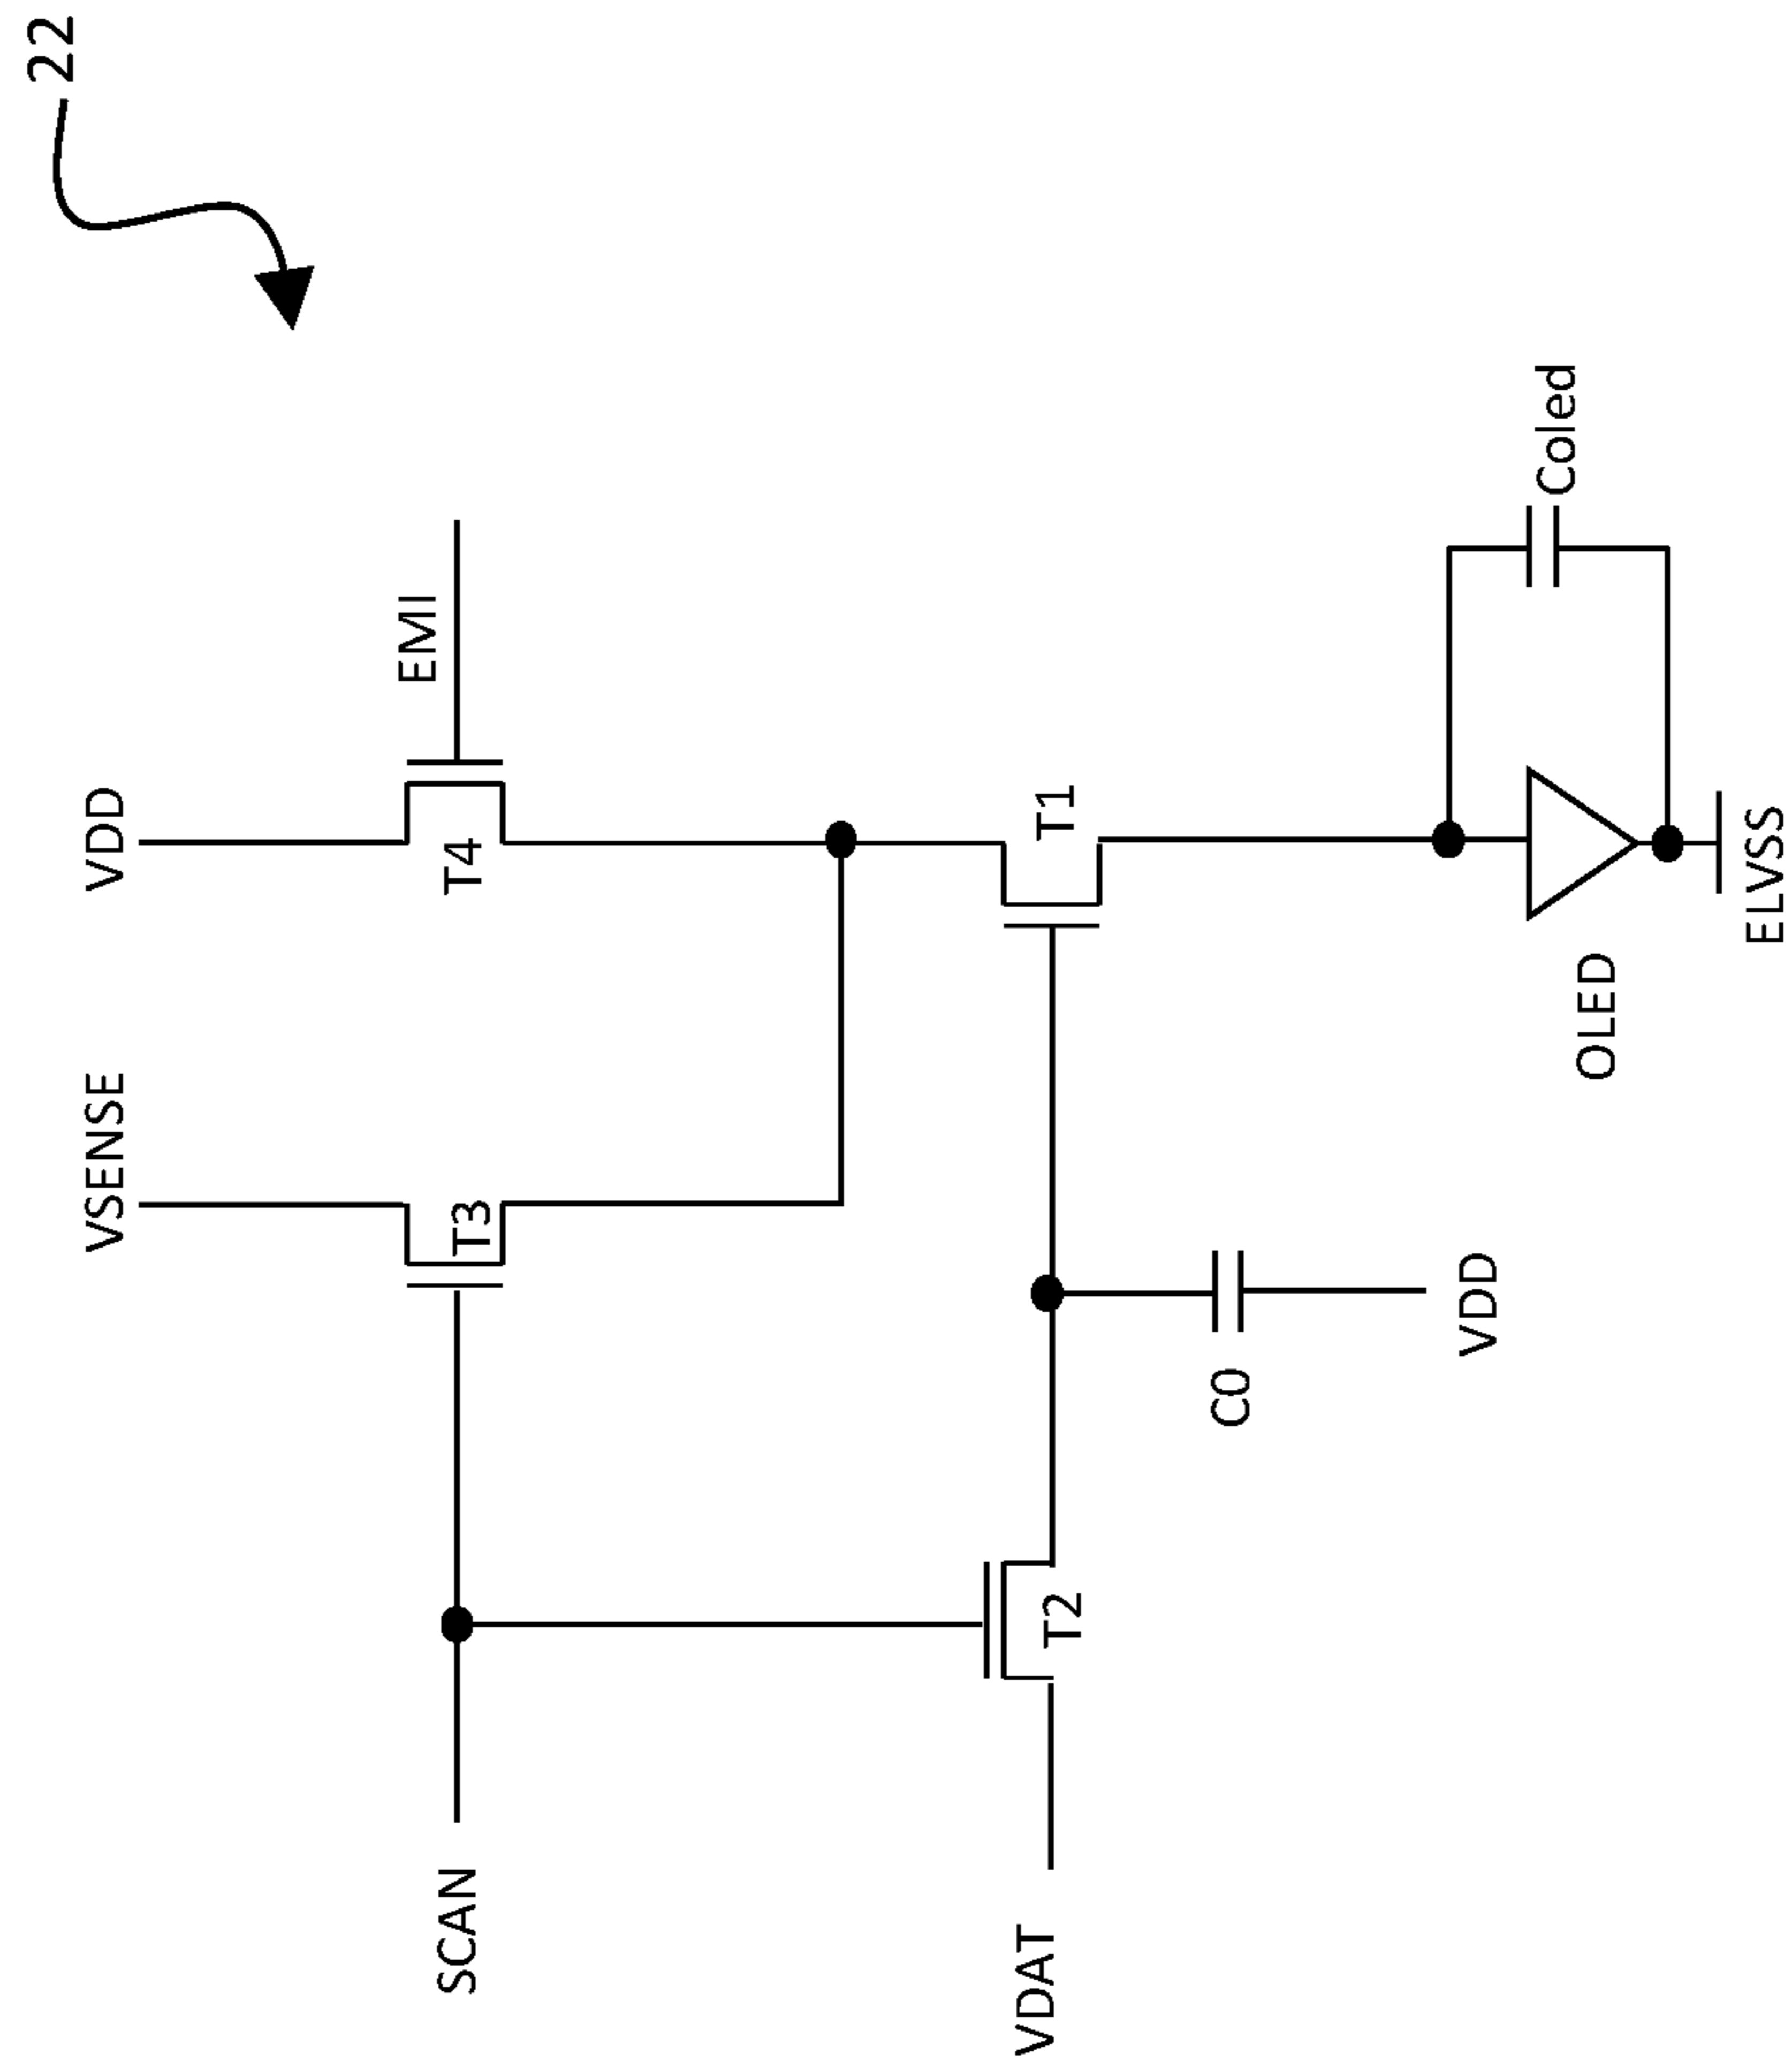 22
VDD
VSENSE
EMI
T4
T3
SCAN
T1
T2
VDAT
C0
VDD
Coled
OLED
ELVSS